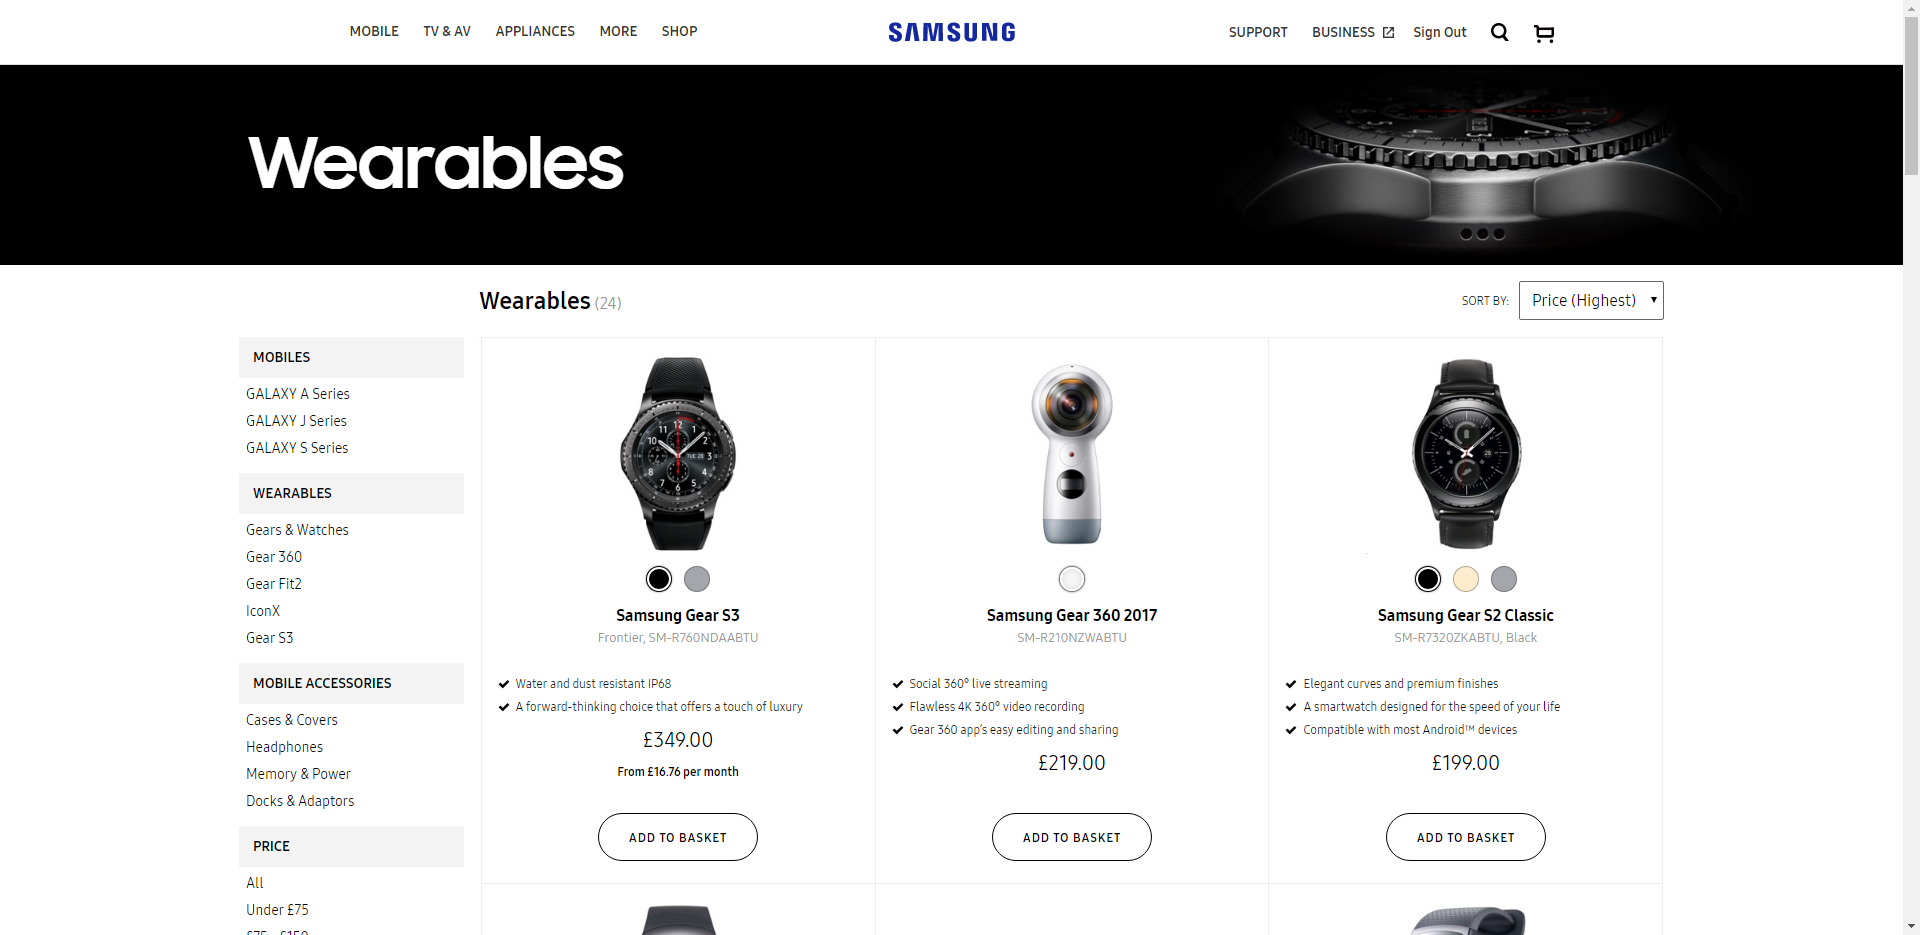 MOBILE TV & AV APPLIANCES MORE SHOP SAMSUNG SUPPORT BUSINESS Sign Out
Wearables
Wearables (24)
SORT BY: Price (Highest)
MOBILES
GALAXY A Series
GALAXY J Series
GALAXY S Series
WEARABLES
Gears & Watches
Gear 360
Gear Fit2
IconX
Gear S3
MOBILE ACCESSORIES
Cases & Covers
Headphones
Memory & Power
Docks & Adaptors
PRICE
All
Under £75
£75 - £150
Samsung Gear S3
Frontier, SM-R760NDAABTU
Water and dust resistant IP68
A forward-thinking choice that offers a touch of luxury
£349.00
From £16.76 per month
ADD TO BASKET
Samsung Gear 360 2017
SM-R210NZWABTU
Social 360º live streaming
Flawless 4K 360º video recording
Gear 360 app’s easy editing and sharing
£219.00
ADD TO BASKET
Samsung Gear S2 Classic
SM-R7320ZKABTU, Black
Elegant curves and premium finishes
A smartwatch designed for the speed of your life
Compatible with most Android™ devices
£199.00
ADD TO BASKET